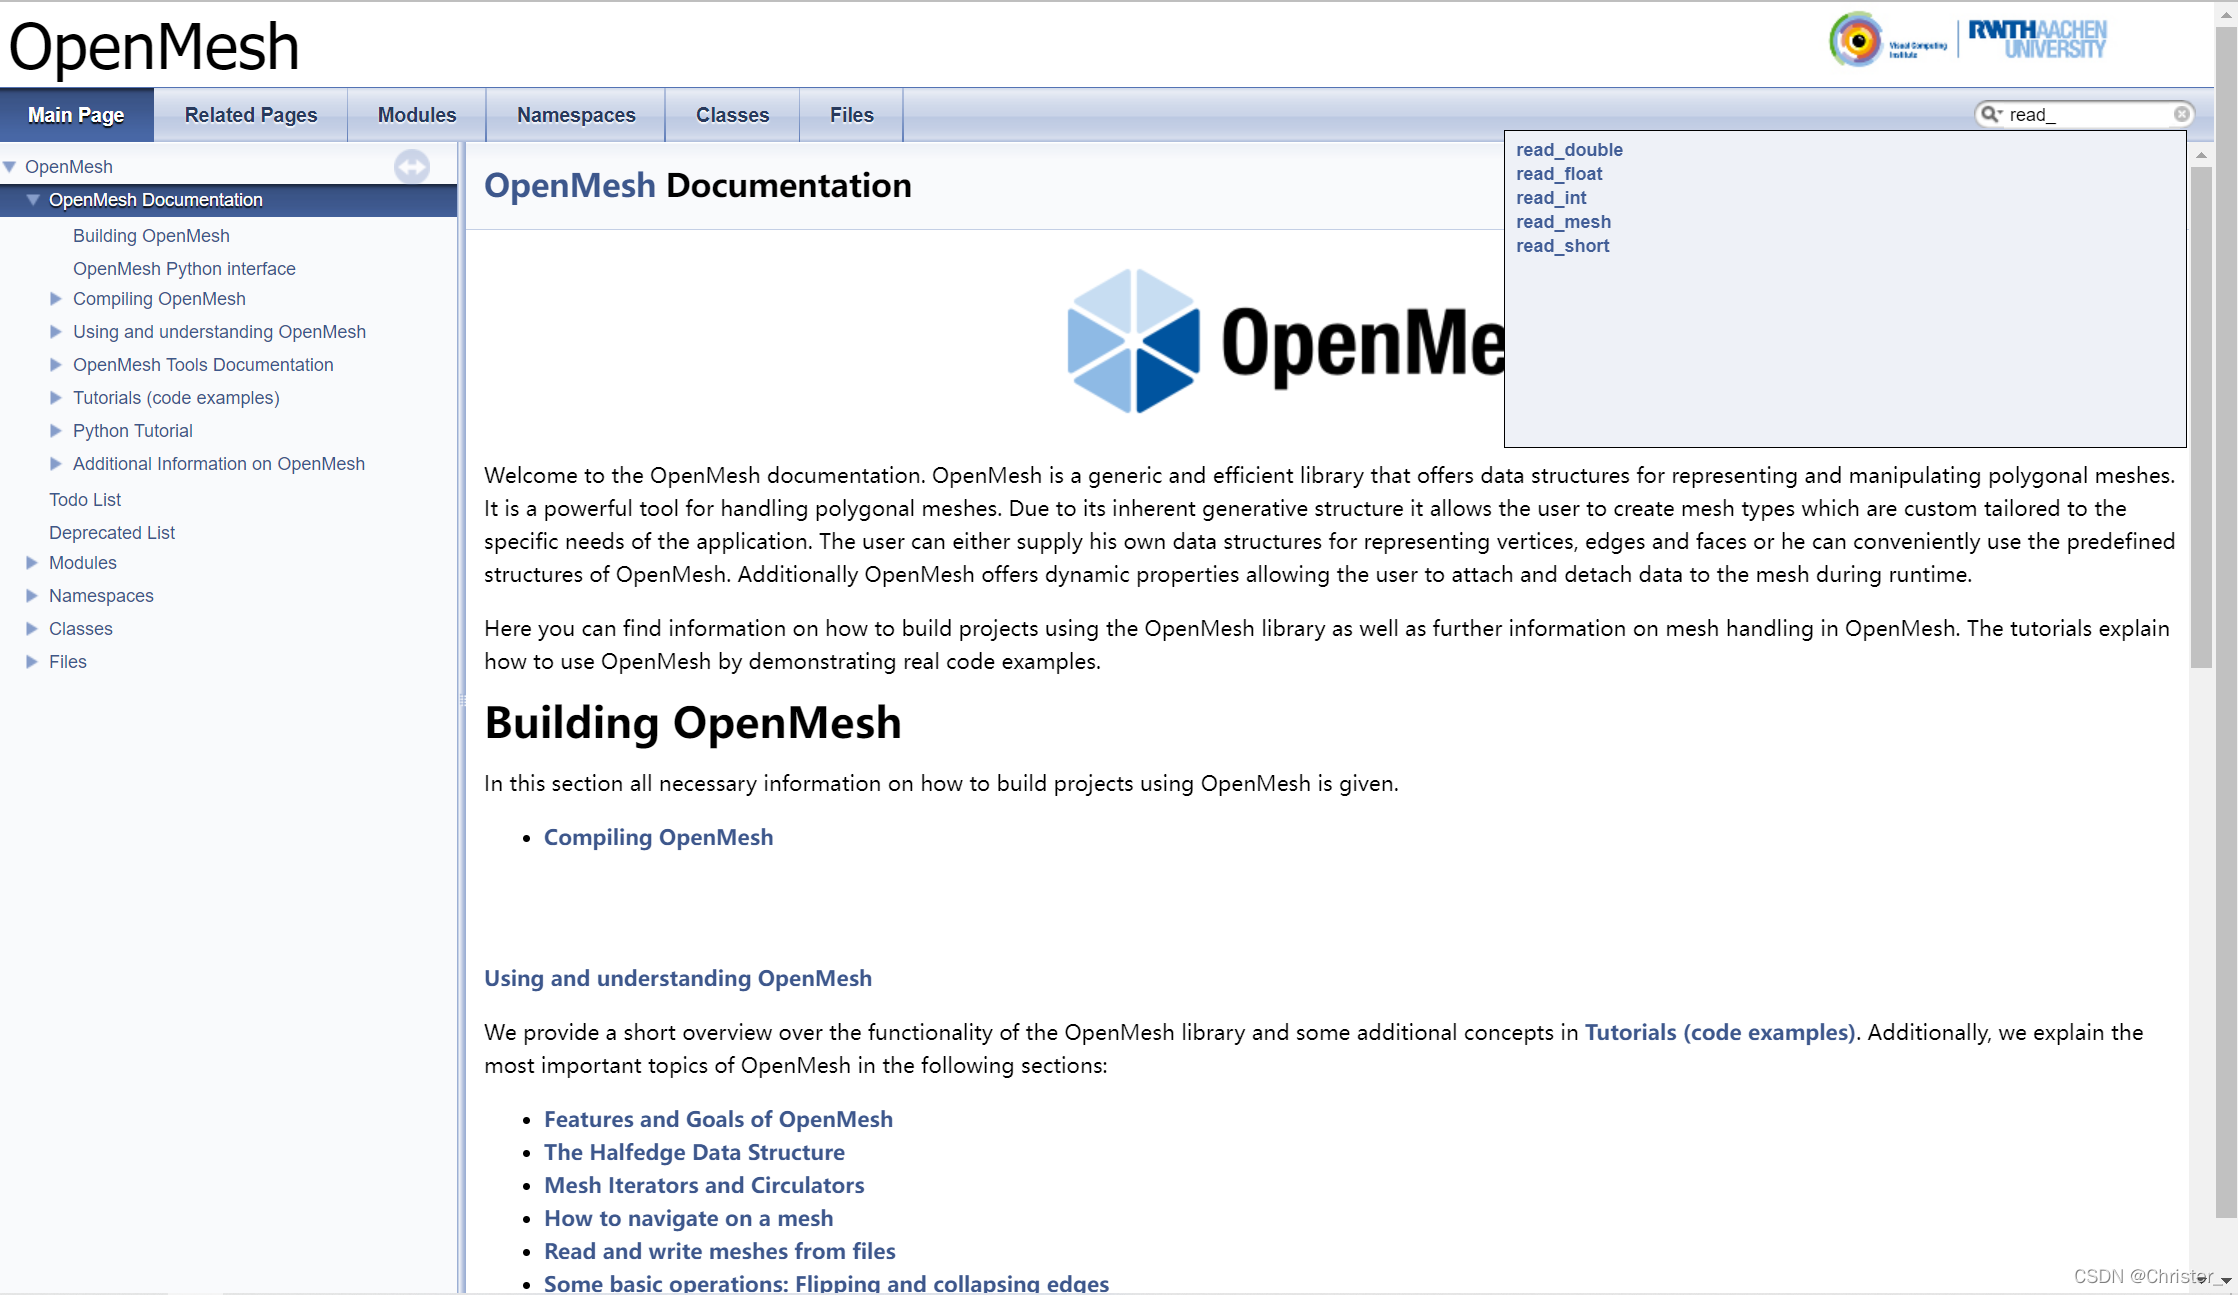 OpenMesh
Visual Computing
Institute
RWTHAACHEN
UNIVERSITY
Main Page
Related Pages
Modules
Namespaces
Classes
Files
read_
OpenMesh
OpenMesh Documentation
Building OpenMesh
OpenMesh Python interface
Compiling OpenMesh
Using and understanding OpenMesh
OpenMesh Tools Documentation
Tutorials (code examples)
Python Tutorial
Additional Information on OpenMesh
Todo List
Deprecated List
Modules
Namespaces
Classes
Files
OpenMesh Documentation
read_double
read_float
read_int
read_mesh
read_short
OpenMe
Welcome to the OpenMesh documentation. OpenMesh is a generic and efficient library that offers data structures for representing and manipulating polygonal meshes.
It is a powerful tool for handling polygonal meshes. Due to its inherent generative structure it allows the user to create mesh types which are custom tailored to the
specific needs of the application. The user can either supply his own data structures for representing vertices, edges and faces or he can conveniently use the predefined
structures of OpenMesh. Additionally OpenMesh offers dynamic properties allowing the user to attach and detach data to the mesh during runtime.
Here you can find information on how to build projects using the OpenMesh library as well as further information on mesh handling in OpenMesh. The tutorials explain
how to use OpenMesh by demonstrating real code examples.
Building OpenMesh
In this section all necessary information on how to build projects using OpenMesh is given.
• Compiling OpenMesh
Using and understanding OpenMesh
We provide a short overview over the functionality of the OpenMesh library and some additional concepts in Tutorials (code examples). Additionally, we explain the
most important topics of OpenMesh in the following sections:
• Features and Goals of OpenMesh
• The Halfedge Data Structure
• Mesh Iterators and Circulators
• How to navigate on a mesh
• Read and write meshes from files
• Some basic operations: Flipping and collapsing edges
CSDN @Christer_